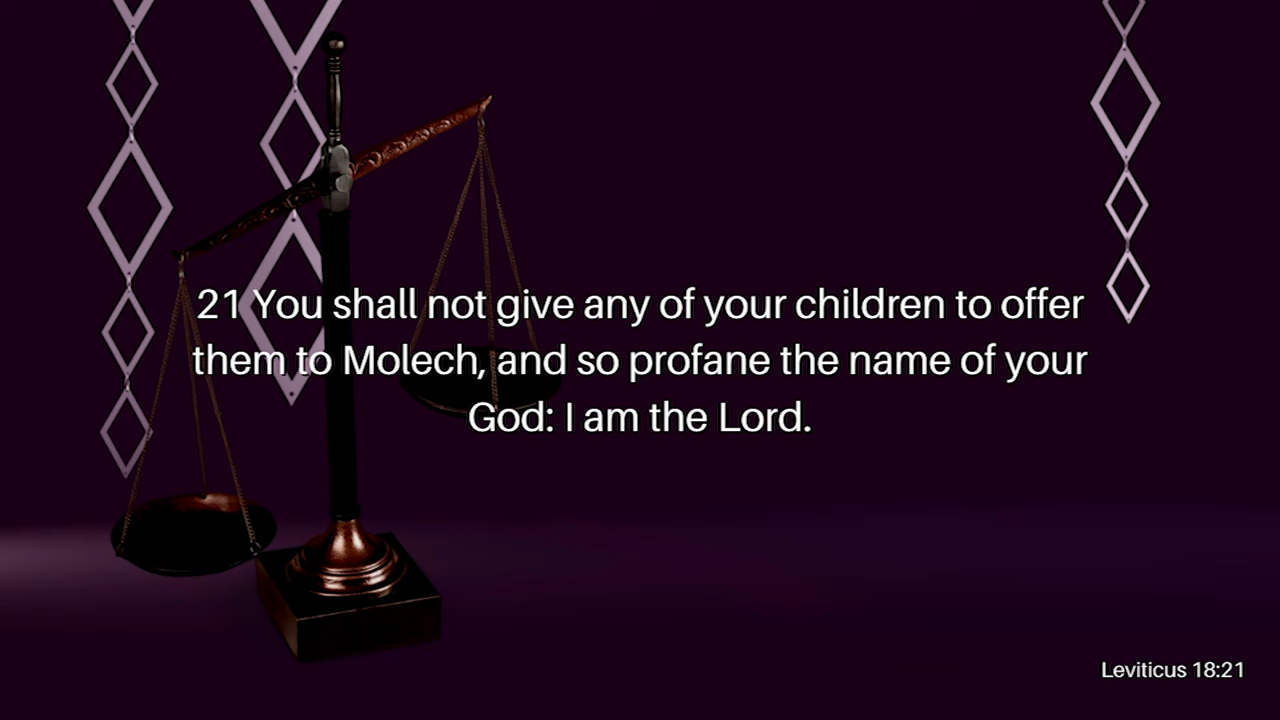 21 You shall not give any of your children to offer
them to Molech, and so profane the name of your
God: I am the Lord.
Leviticus 18:21